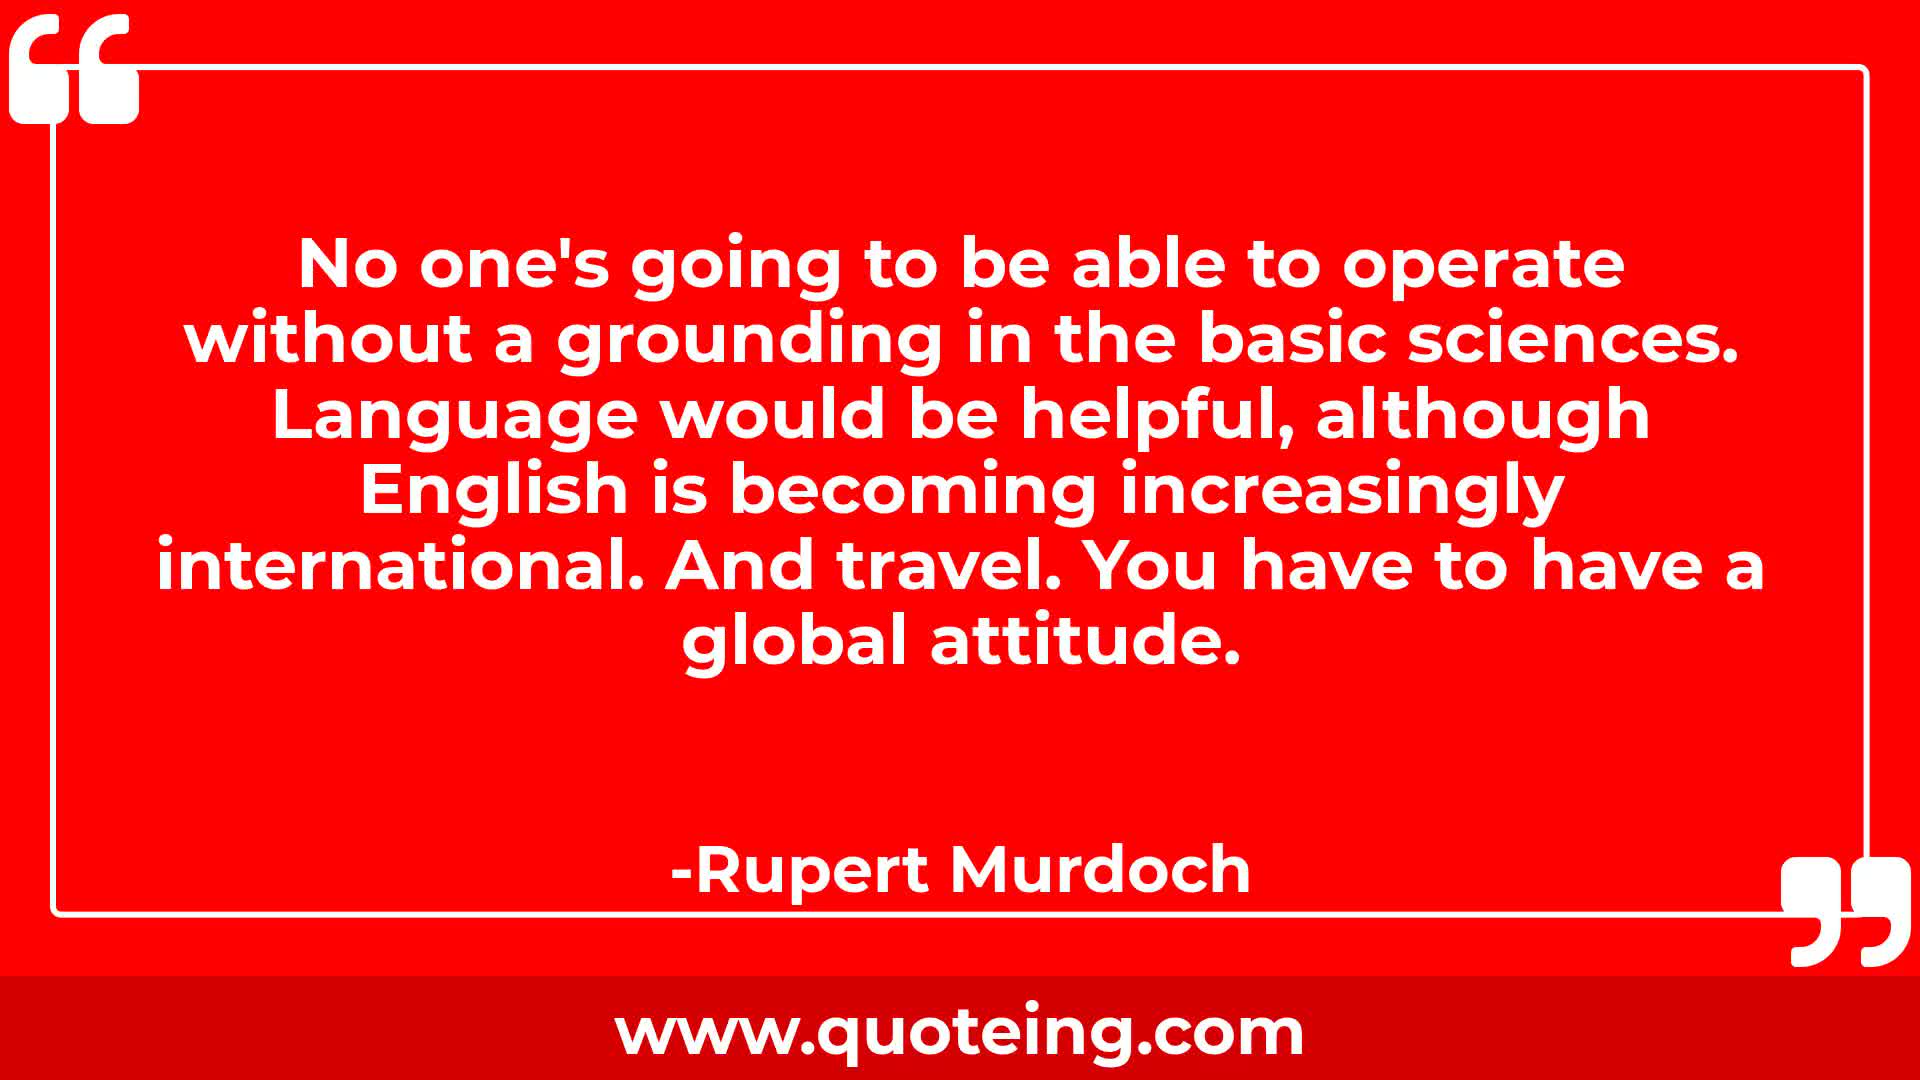 No one's going to be able to operate
without a grounding in the basic sciences.
Language would be helpful, although
English is becoming increasingly
international. And travel. You have to have a
global attitude.
-Rupert Murdoch
www.quoteing.com